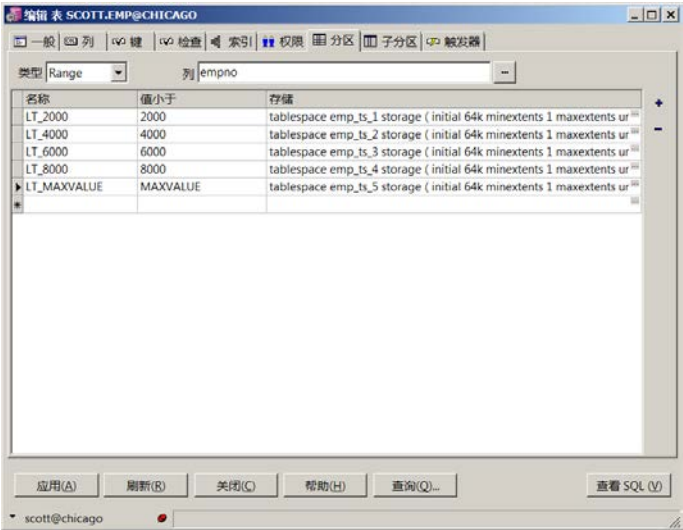 编辑 表 SCOTT.EMP@CHICAGO
一般 列 键 检查 索引 权限 分区 子分区 触发器
类型 Range 列 empno ...
名称 值小于 存储
LT_2000 2000 tablespace emp_ts_1 storage ( initial 64k minextents 1 maxextents ur
LT_4000 4000 tablespace emp_ts_2 storage ( initial 64k minextents 1 maxextents ur
LT_6000 6000 tablespace emp_ts_3 storage ( initial 64k minextents 1 maxextents ur
LT_8000 8000 tablespace emp_ts_4 storage ( initial 64k minextents 1 maxextents ur
LT_MAXVALUE MAXVALUE tablespace emp_ts_5 storage ( initial 64k minextents 1 maxextents ur
应用(A) 刷新(R) 关闭(C) 帮助(H) 查询(Q)... 查看 SQL (V)
scott@chicago